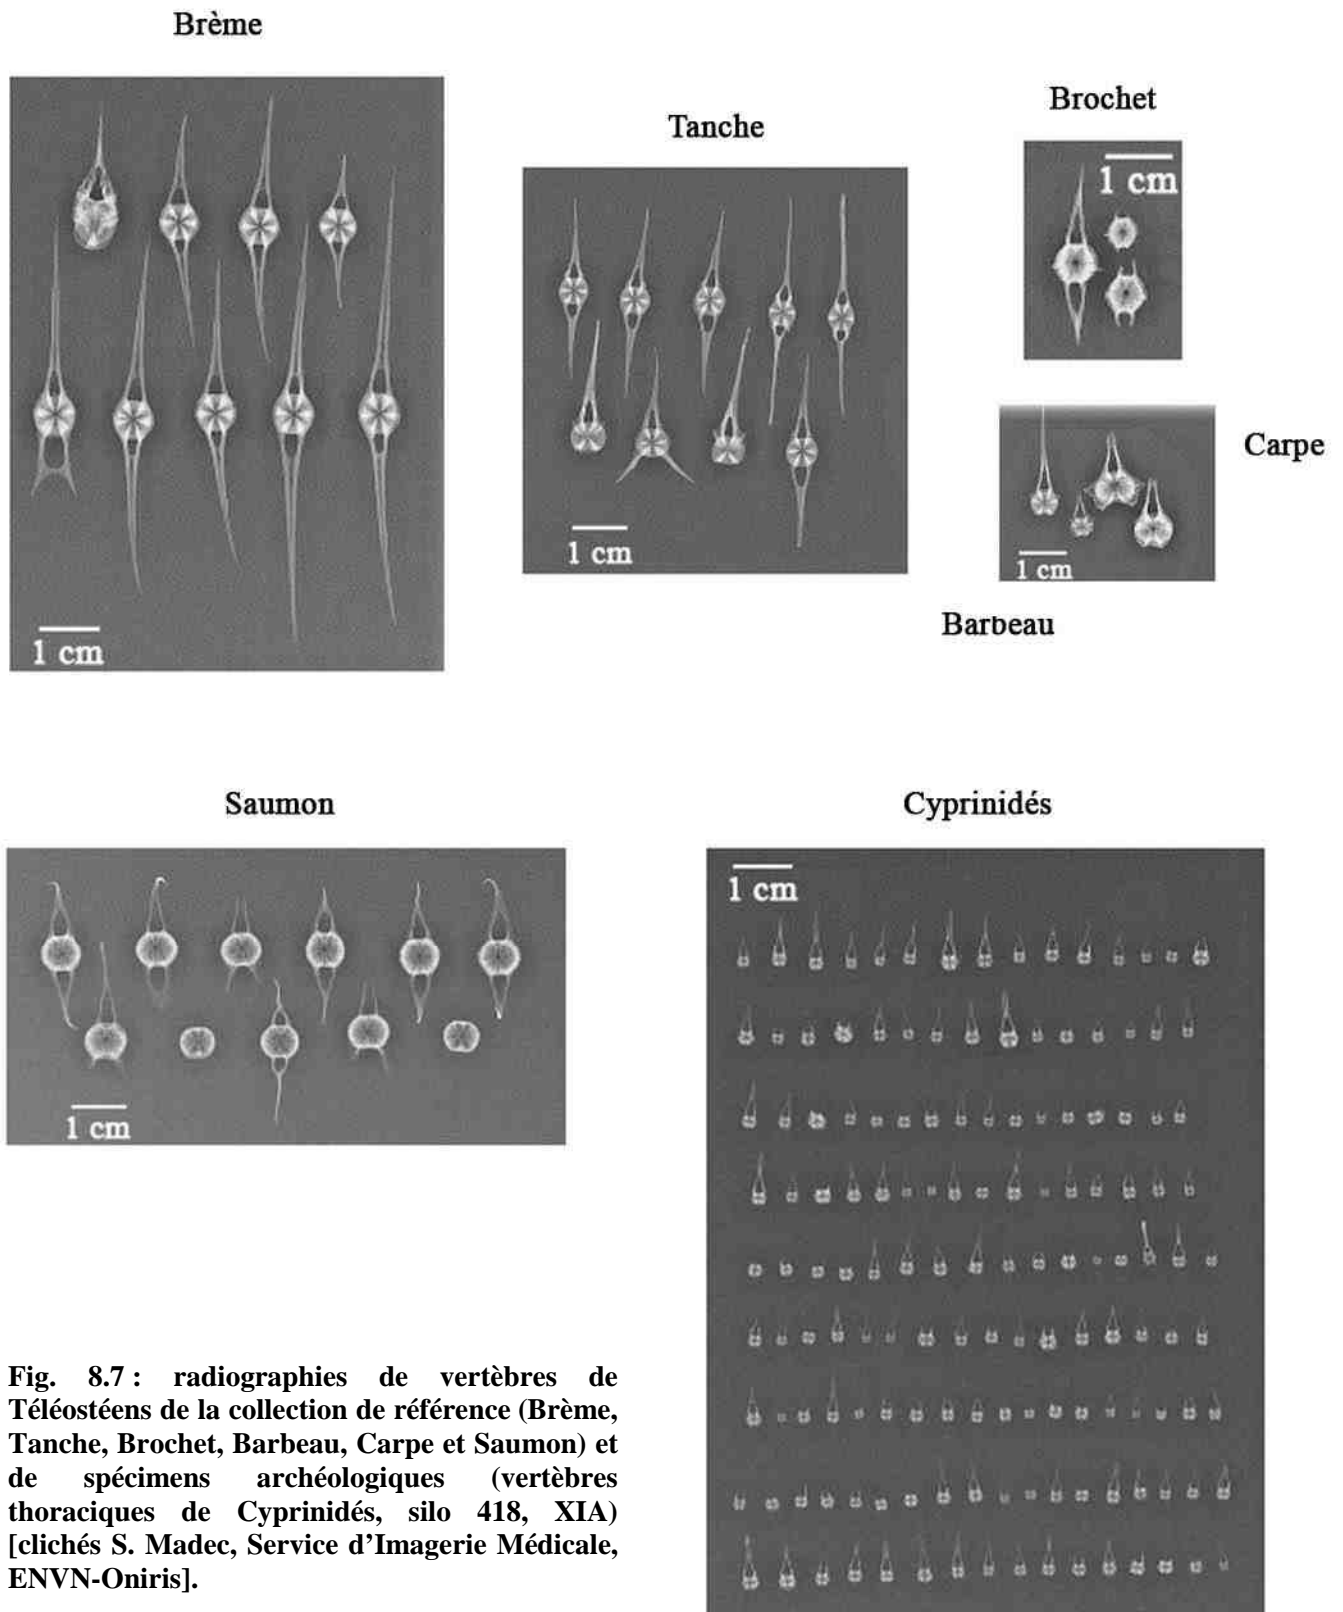 Brème
1 cm
Tanche
1 cm
Brochet
1 cm
Carpe
1 cm
Barbeau
Saumon
1 cm
Cyprinidés
1 cm
Fig. 8.7 : radiographies de vertèbres de
Téléostéens de la collection de référence (Brème,
Tanche, Brochet, Barbeau, Carpe et Saumon) et
de spécimens archéologiques (vertèbres
thoraciques de Cyprinidés, silo 418, XIA)
[clichés S. Madec, Service d'Imagerie Médicale,
ENVN-Oniris].